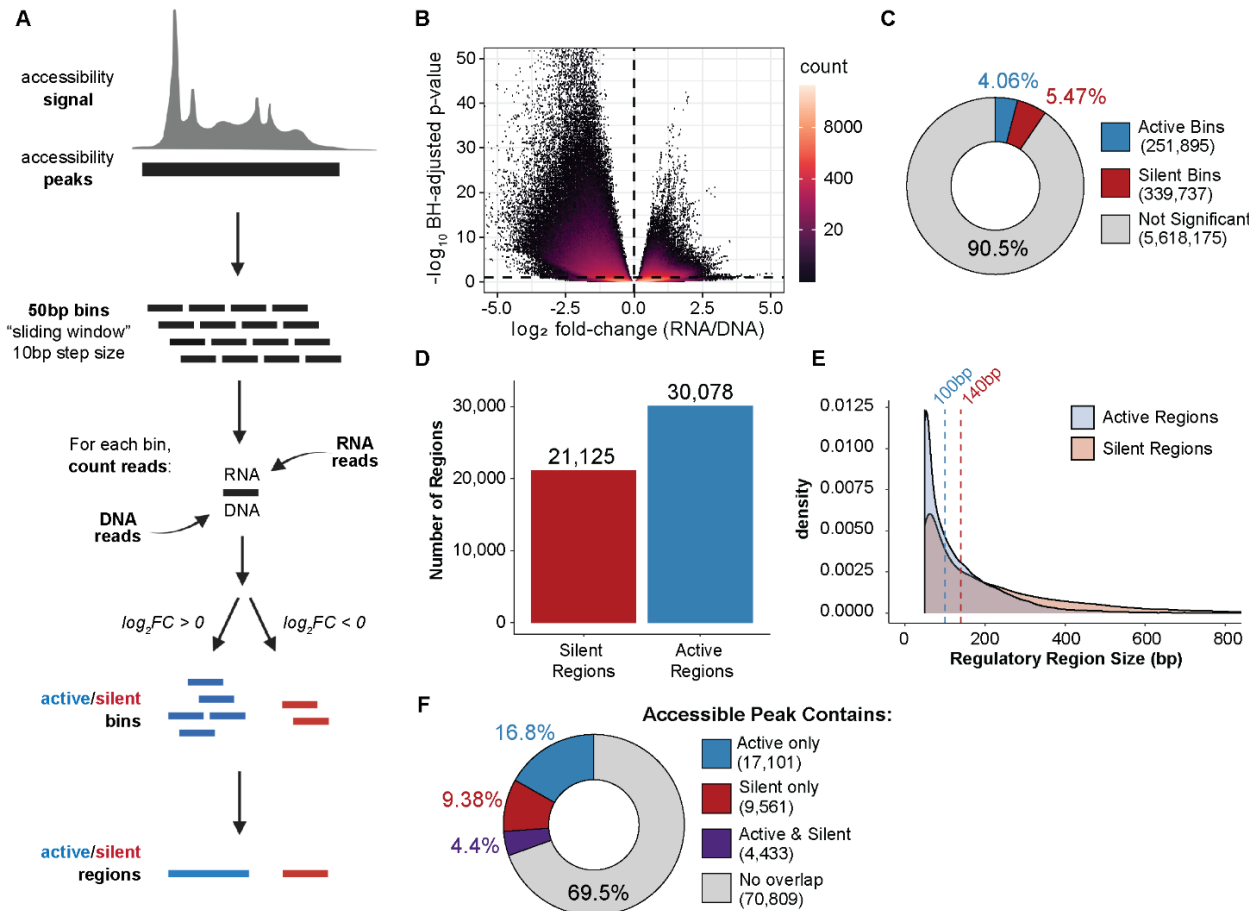 A
accessibility
signal
accessibility
peaks
50bp bins
“sliding window”
10bp step size
For each bin,
count reads:
RNA
reads
RNA
DNA
DNA
reads
log₂FC > 0
log₂FC < 0
active/silent
bins
active/silent
regions
B
-log₁₀ BH-adjusted p-value
50
40
30
20
10
0
-5.0
-2.5
0.0
2.5
5.0
log₂ fold-change (RNA/DNA)
count
8000
400
20
C
4.06%
5.47%
90.5%
Active Bins
(251,895)
Silent Bins
(339,737)
Not Significant
(5,618,175)
D
Number of Regions
30,000
20,000
10,000
0
21,125
30,078
Silent
Regions
Active
Regions
E
100bp
140bp
density
0.0125
0.0100
0.0075
0.0050
0.0025
0.0000
0
200
400
600
800
Regulatory Region Size (bp)
Active Regions
Silent Regions
F
Accessible Peak Contains:
16.8%
9.38%
4.4%
69.5%
Active only
(17,101)
Silent only
(9,561)
Active & Silent
(4,433)
No overlap
(70,809)